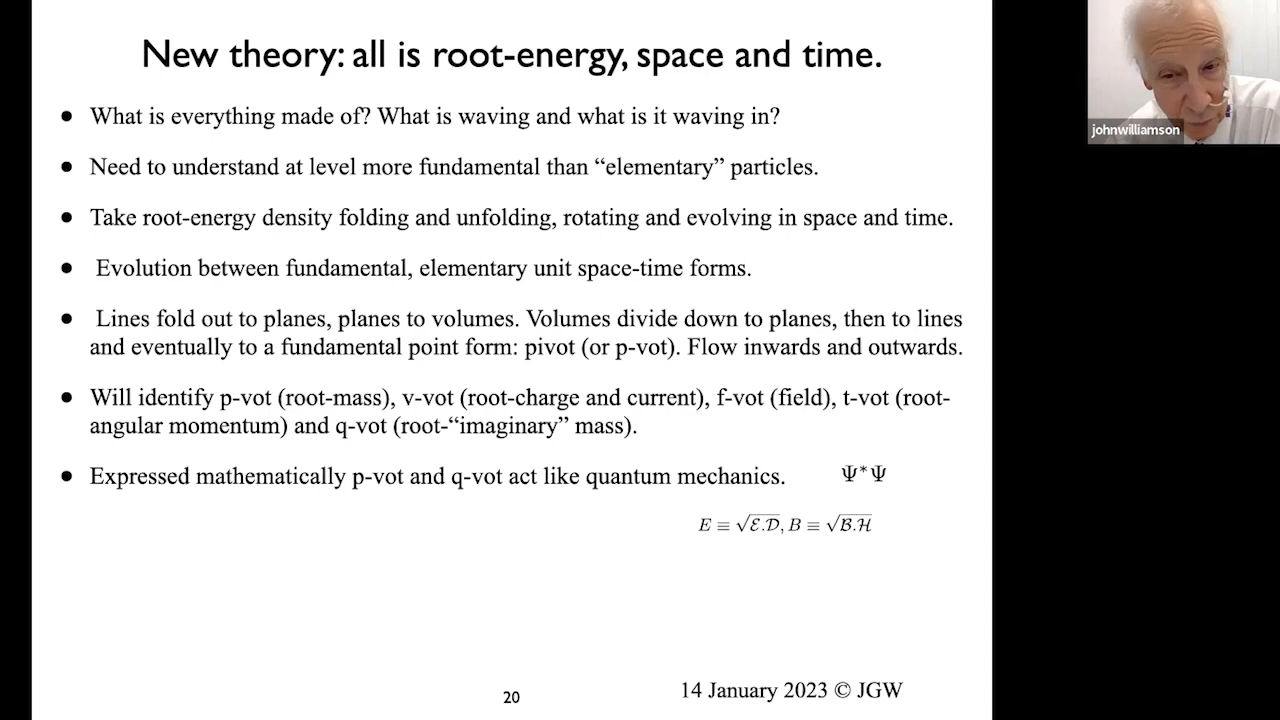 New theory: all is root-energy, space and time.
johnwilliamson
• What is everything made of? What is waving and what is it waving in?
• Need to understand at level more fundamental than “elementary” particles.
• Take root-energy density folding and unfolding, rotating and evolving in space and time.
• Evolution between fundamental, elementary unit space-time forms.
• Lines fold out to planes, planes to volumes. Volumes divide down to planes, then to lines
and eventually to a fundamental point form: pivot (or p-vot). Flow inwards and outwards.
• Will identify p-vot (root-mass), v-vot (root-charge and current), f-vot (field), t-vot (root-
angular momentum) and q-vot (root-“imaginary” mass).
• Expressed mathematically p-vot and q-vot act like quantum mechanics. Ψ*Ψ
E ≡ √ℰ.𝒟, B ≡ √ℬ.ℋ
20
14 January 2023 © JGW